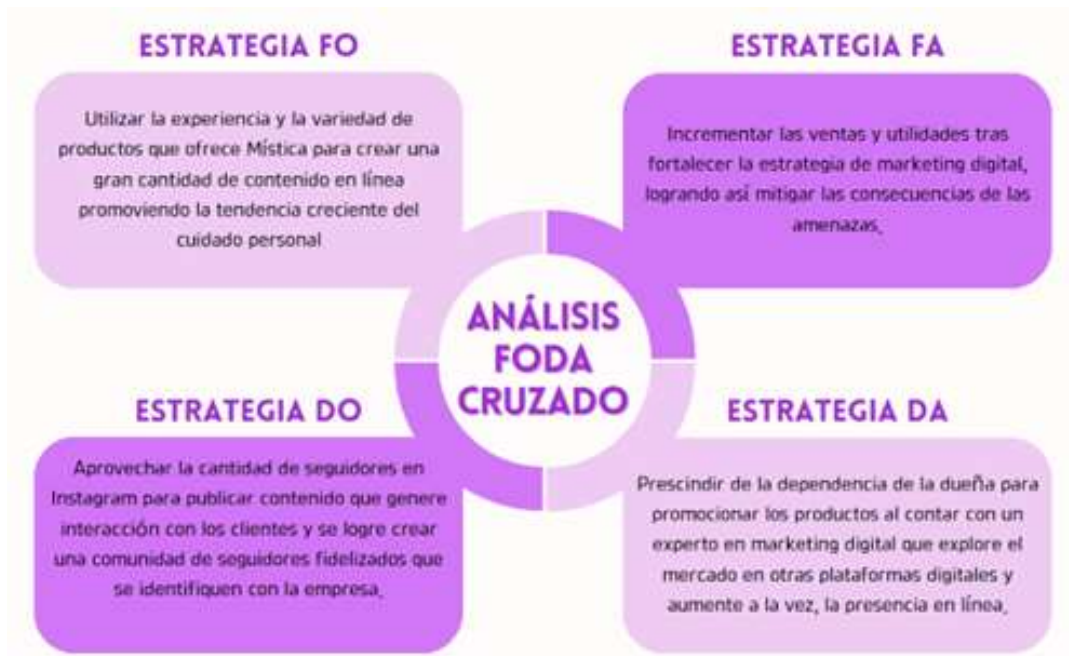 ESTRATEGIA FO
Utilizar la experiencia y la variedad de
productos que ofrece Mística para crear una
gran cantidad de contenido en línea
promoviendo la tendencia creciente del
cuidado personal
ESTRATEGIA FA
Incrementar las ventas y utilidades tras
fortalecer la estrategia de marketing digital,
logrando así mitigar las consecuencias de las
amenazas.
ANÁLISIS
FODA
CRUZADO
ESTRATEGIA DO
Aprovechar la cantidad de seguidores en
Instagram para publicar contenido que genere
interacción con los clientes y se logre crear
una comunidad de seguidores fidelizados que
se identifiquen con la empresa.
ESTRATEGIA DA
Prescindir de la dependencia de la dueña para
promocionar los productos al contar con un
experto en marketing digital que explore el
mercado en otras plataformas digitales y
aumente a la vez, la presencia en línea.